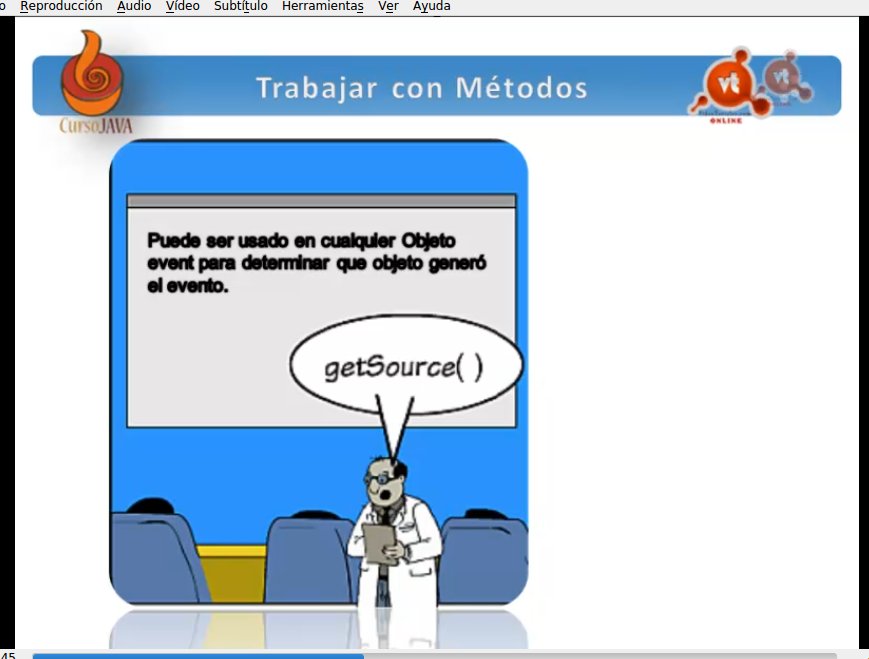 o Reproducción Audio Vídeo Subtítulo Herramientas Ver Ayuda
Trabajar con Métodos
CursoJAVA
vt
vt
ONLINE
Puede ser usado en cualquier Objeto
event para determinar que objeto generó
el evento.
getSource( )
45